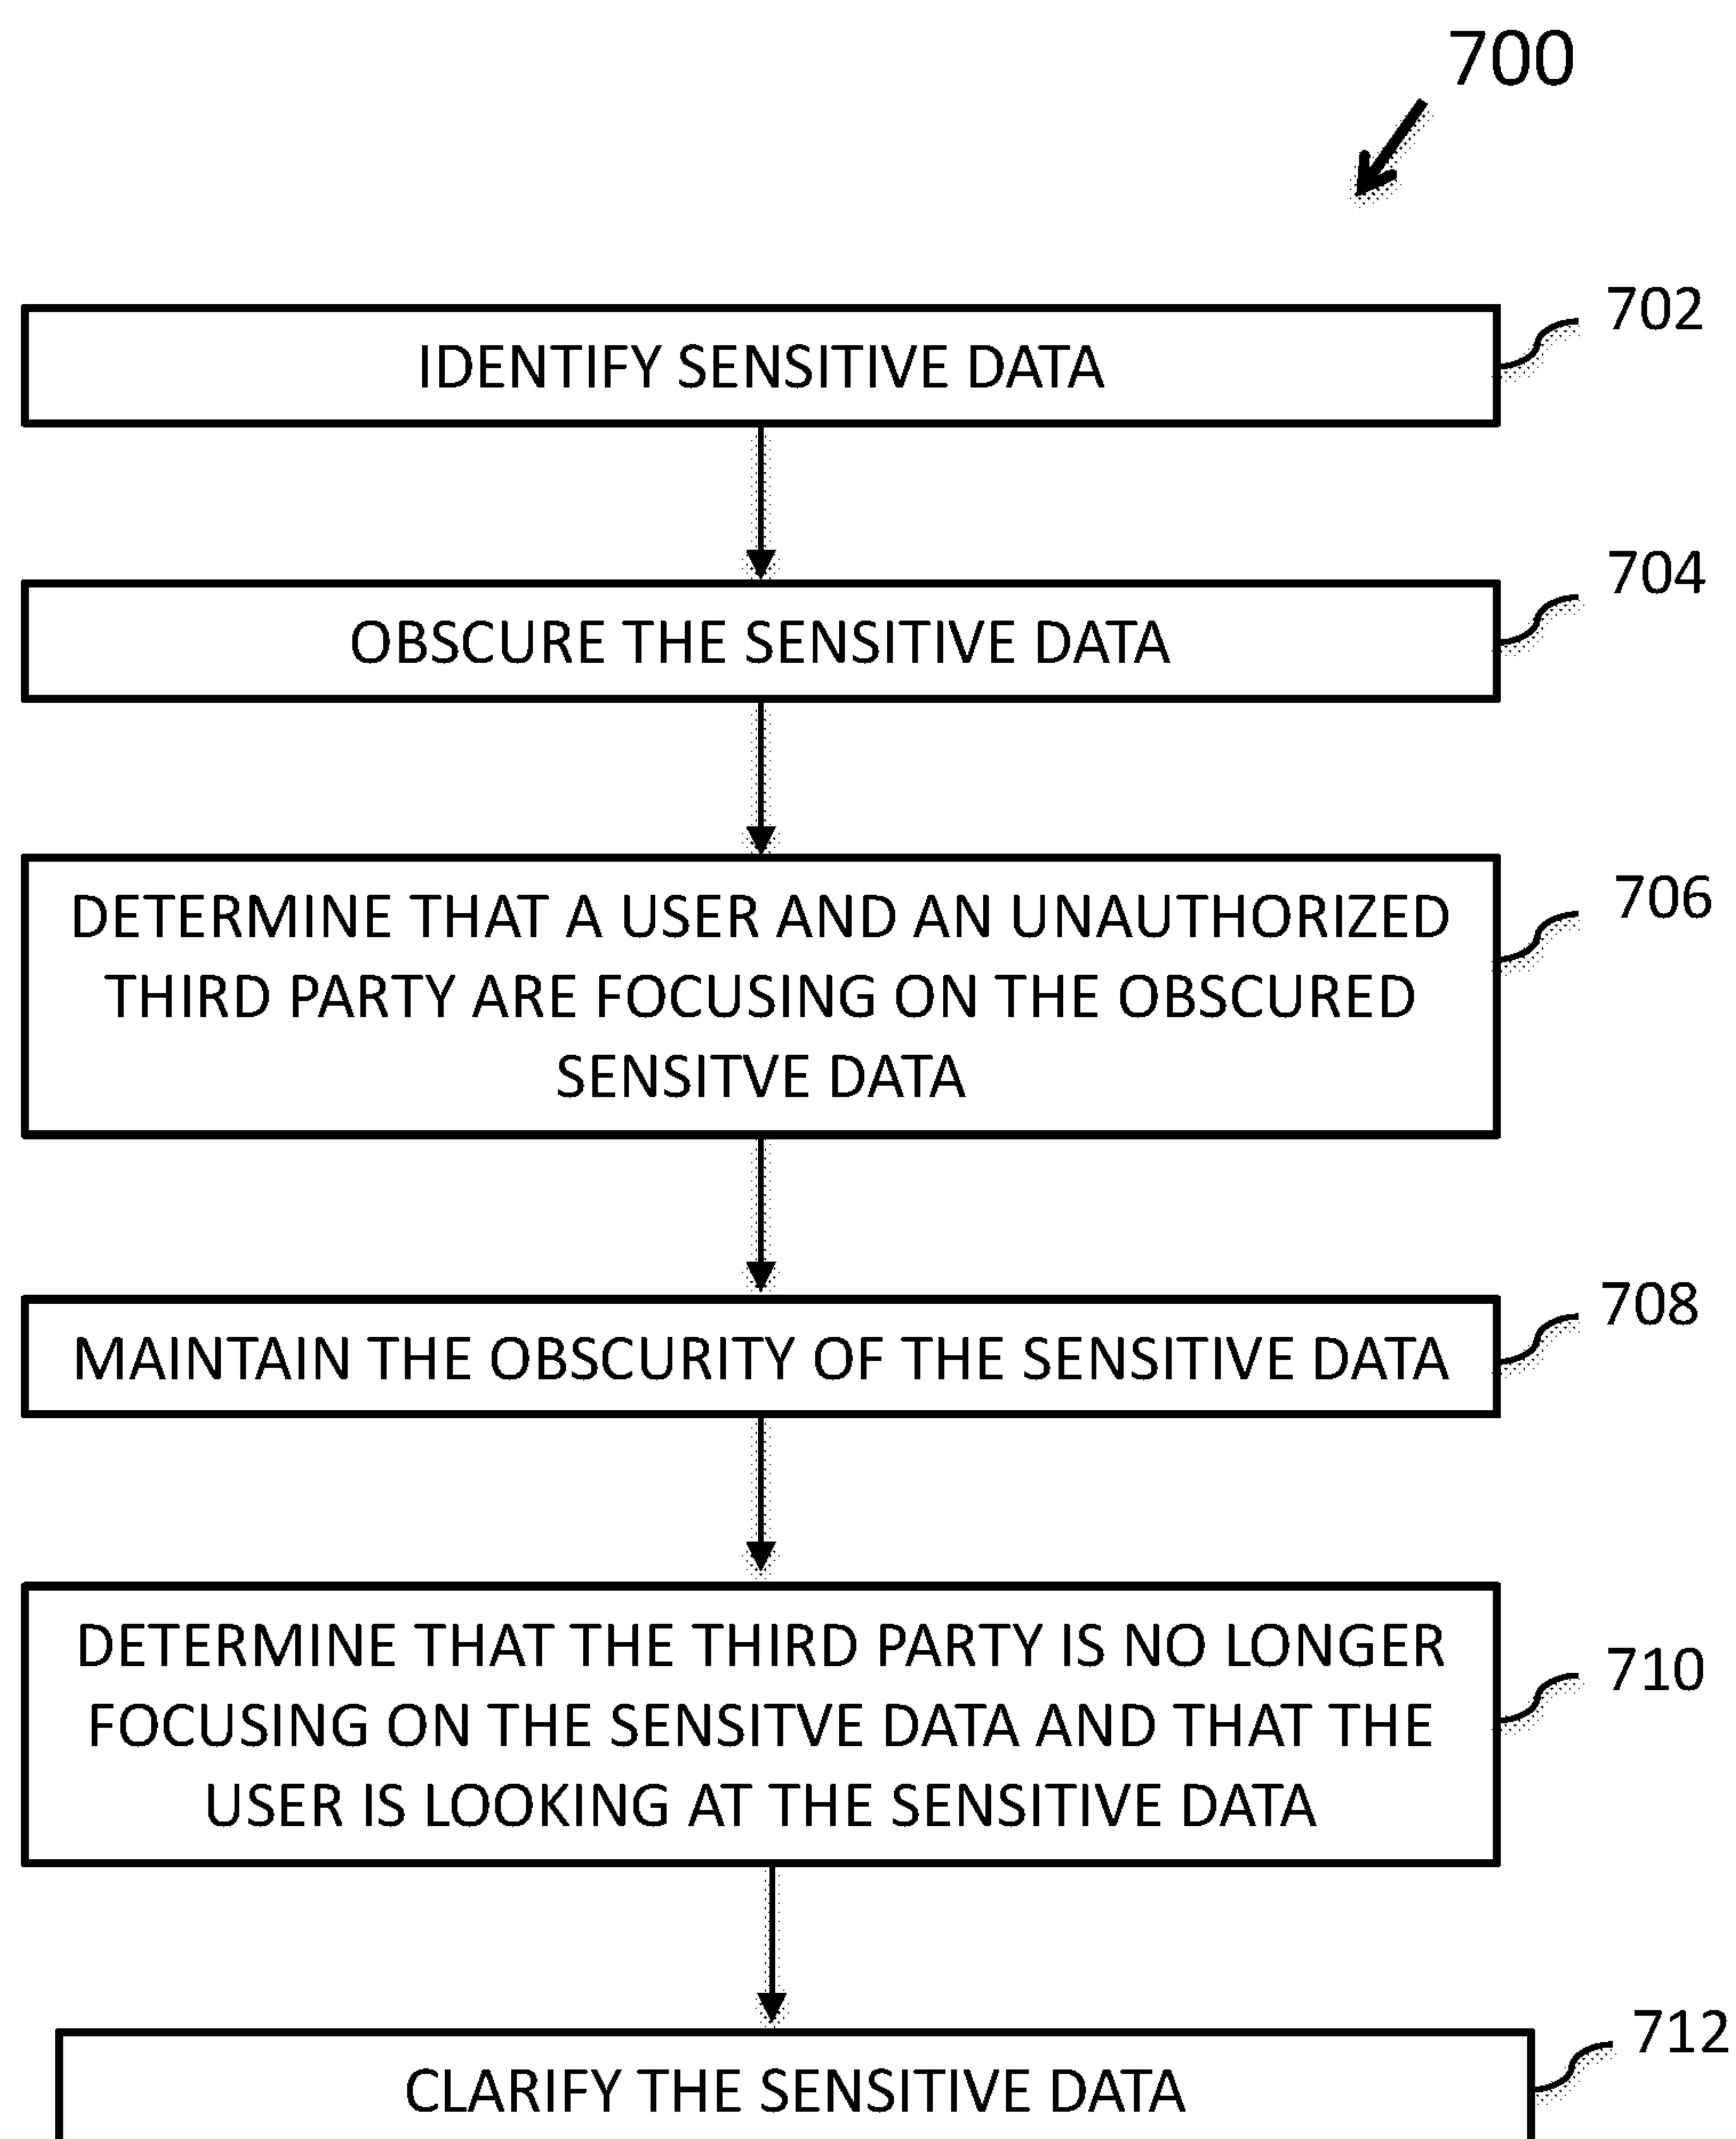 700
702
IDENTIFY SENSITIVE DATA
704
OBSCURE THE SENSITIVE DATA
706
DETERMINE THAT A USER AND AN UNAUTHORIZED
THIRD PARTY ARE FOCUSING ON THE OBSCURED
SENSITVE DATA
708
MAINTAIN THE OBSCURITY OF THE SENSITIVE DATA
710
DETERMINE THAT THE THIRD PARTY IS NO LONGER
FOCUSING ON THE SENSITVE DATA AND THAT THE
USER IS LOOKING AT THE SENSITIVE DATA
712
CLARIFY THE SENSITIVE DATA